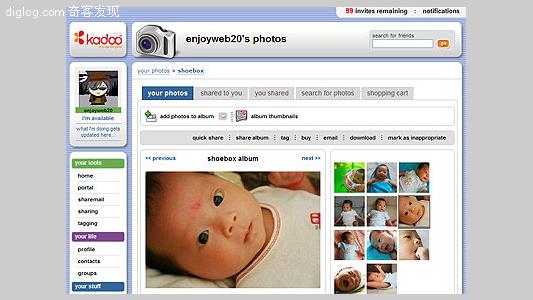 diglog.com 奇客发现
99 invites remaining : notifications
kadoo
enjoyweb20's photos
search for friends
go
enjoyweb20
i'm available
what i'm doing gets
updated here...
your photos > shoebox
your photos
shared to you
you shared
search for photos
shopping cart
add photos to album
album thumbnails
quick share : share album : tag : buy : email : download : mark as inappropriate
<< previous
shoebox album
next >>
your tools
home
portal
sharemail
sharing
tagging
your life
profile
contacts
groups
your stuff